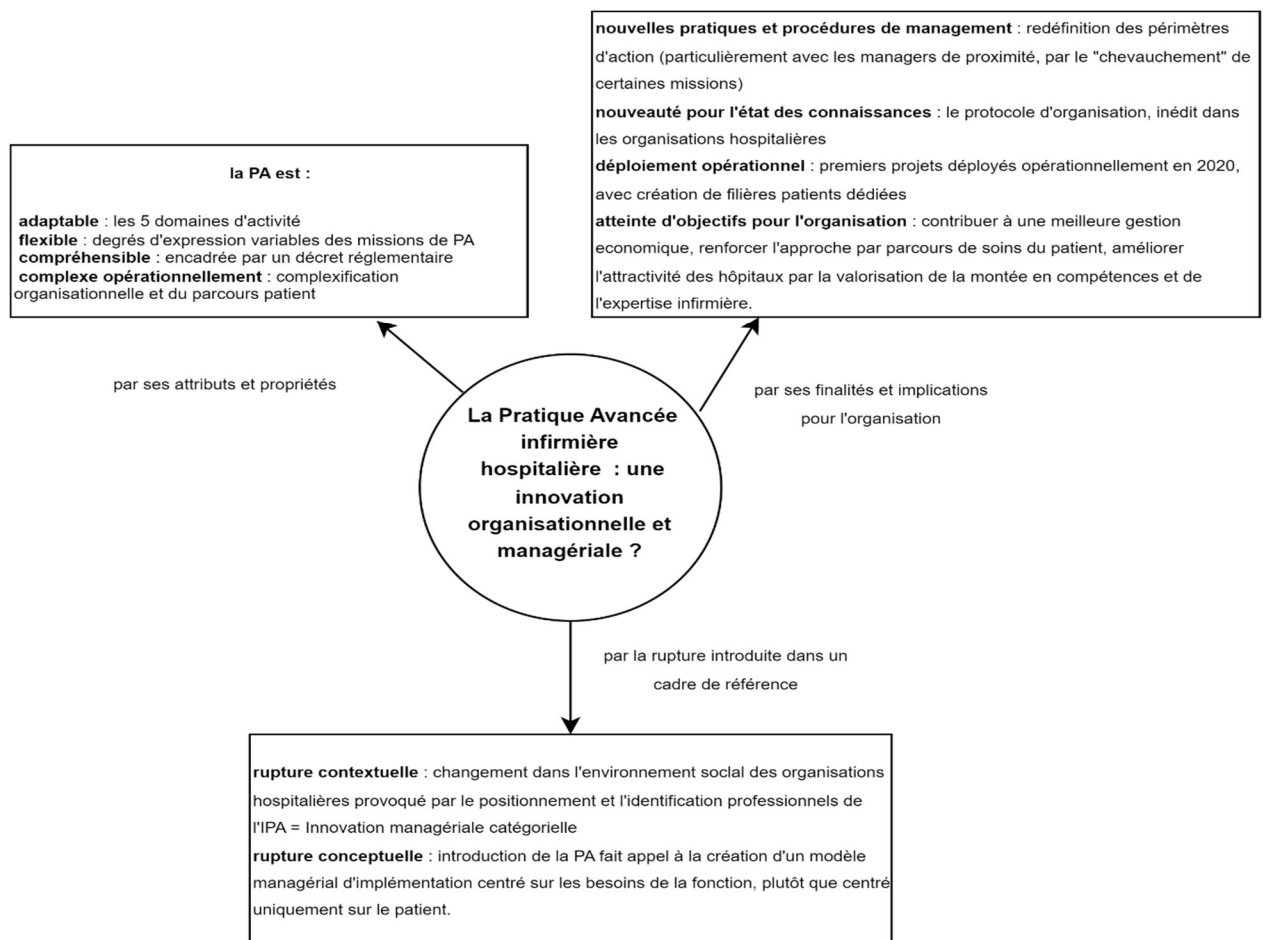 nouvelles pratiques et procédures de management : redéfinition des périmètres
d'action (particulièrement avec les managers de proximité, par le "chevauchement" de
certaines missions)
nouveauté pour l'état des connaissances : le protocole d'organisation, inédit dans
les organisations hospitalières
déploiement opérationnel : premiers projets déployés opérationnellement en 2020,
avec création de filières patients dédiées
atteinte d'objectifs pour l'organisation : contribuer à une meilleure gestion
economique, renforcer l'approche par parcours de soins du patient, améliorer
l'attractivité des hôpitaux par la valorisation de la montée en compétences et de
l'expertise infirmière.
la PA est :
adaptable : les 5 domaines d'activité
flexible : degrés d'expression variables des missions de PA
compréhensible : encadrée par un décret réglementaire
complexe opérationnellement : complexification
organisationnelle et du parcours patient
par ses attributs et propriétés
par ses finalités et implications
pour l'organisation
La Pratique Avancée
infirmière
hospitalière : une
innovation
organisationnelle et
managériale ?
par la rupture introduite dans un
cadre de référence
rupture contextuelle : changement dans l'environnement soclal des organisations
hospitalières provoqué par le positionnement et l'identification professionnels de
l'IPA = Innovation managériale catégorielle
rupture conceptuelle : introduction de la PA fait appel à la création d'un modèle
managérial d'implémentation centré sur les besoins de la fonction, plutôt que centré
uniquement sur le patient.